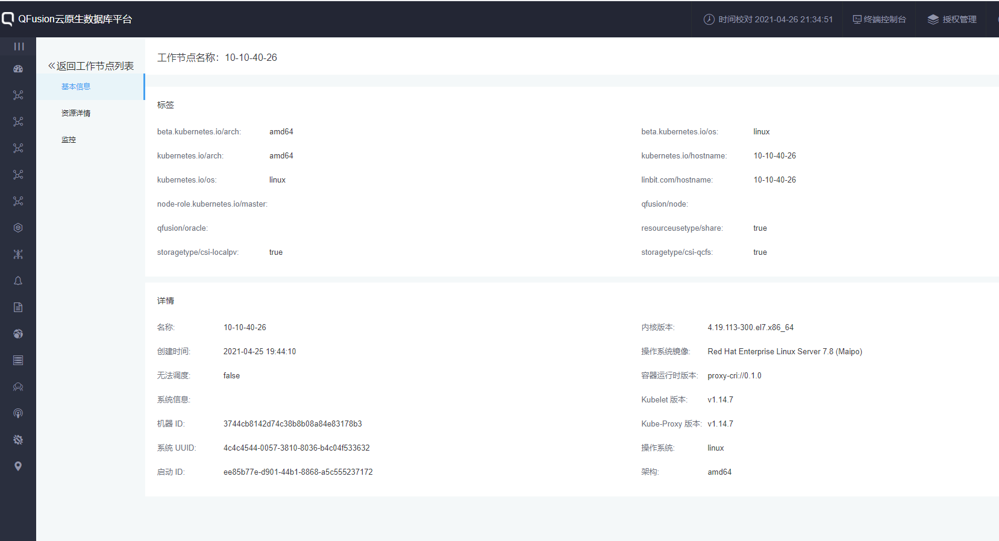 QFusion云原生数据库平台
时间校对 2021-04-26 21:34:51
终端控制台
授权管理
返回工作节点列表
基本信息
资源详情
监控
工作节点名称：10-10-40-26
标签
beta.kubernetes.io/arch: amd64
beta.kubernetes.io/os: linux
kubernetes.io/arch: amd64
kubernetes.io/hostname: 10-10-40-26
kubernetes.io/os: linux
linbit.com/hostname: 10-10-40-26
node-role.kubernetes.io/master:
qfusion/node:
qfusion/oracle:
resourceusetype/share: true
storagetype/csi-localpv: true
storagetype/csi-qcfs: true
详情
名称: 10-10-40-26
内核版本: 4.19.113-300.el7.x86_64
创建时间: 2021-04-25 19:44:10
操作系统镜像: Red Hat Enterprise Linux Server 7.8 (Maipo)
无法调度: false
容器运行时版本: proxy-cri://0.1.0
系统信息:
Kubelet 版本: v1.14.7
机器 ID: 3744cb8142d74c38b8b08a84e83178b3
Kube-Proxy 版本: v1.14.7
系统 UUID: 4c4c4544-0057-3810-8036-b4c04f533632
操作系统: linux
启动 ID: ee85b77e-d901-44b1-8868-a5c555237172
架构: amd64